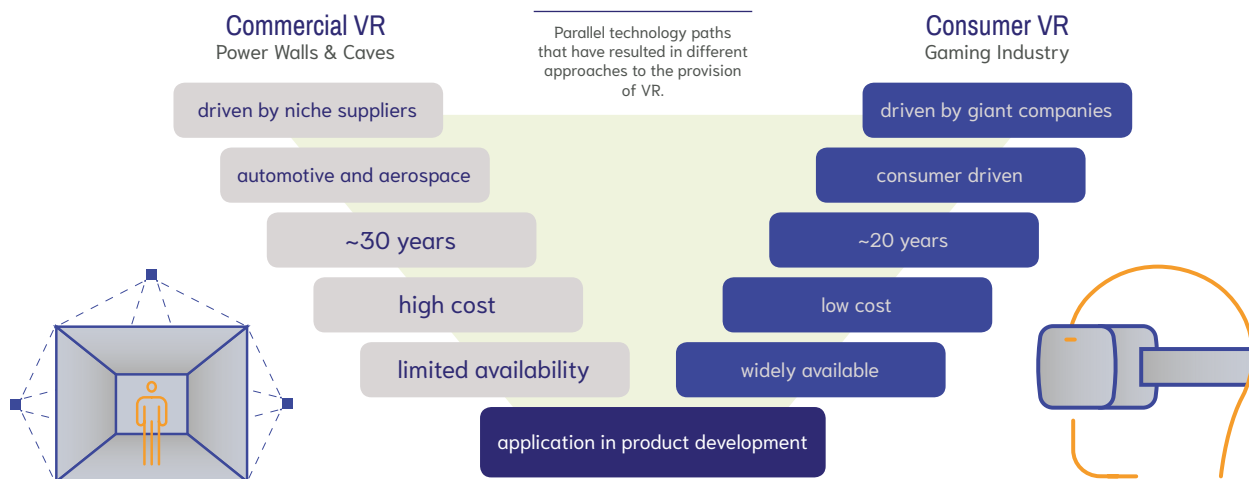 Commercial VR
Power Walls & Caves
Parallel technology paths
that have resulted in different
approaches to the provision
of VR.
Consumer VR
Gaming Industry
driven by niche suppliers
driven by giant companies
automotive and aerospace
consumer driven
~30 years
~20 years
high cost
low cost
limited availability
widely available
application in product development